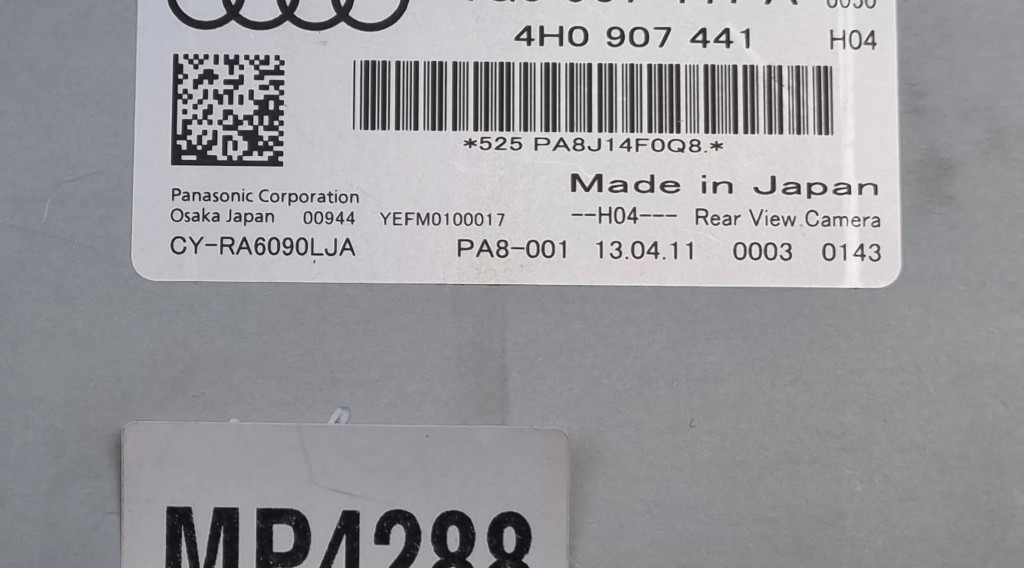 4H0 907 441 H04
*525 PA8J14F0Q8.*
Made in Japan
Panasonic Corporation
Osaka Japan 00944 YEFM0100017 --H04--- Rear View.Camera
CY-RA6090LJA PA8-001 13.04.11 0003 0143
MP4288